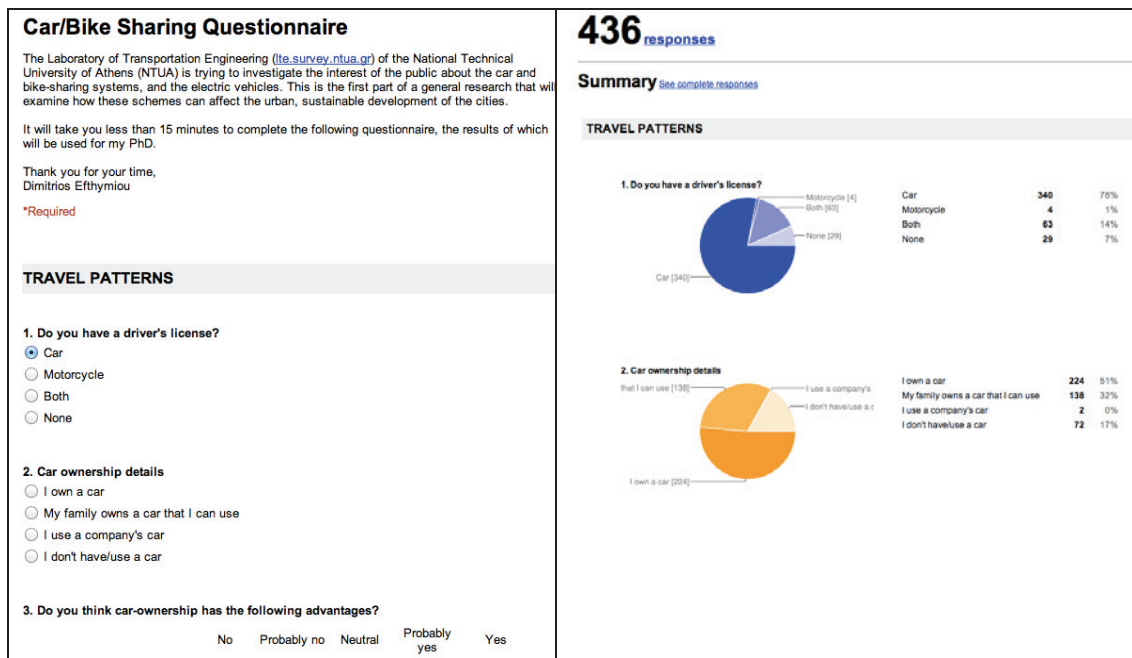 Car/Bike Sharing Questionnaire
The Laboratory of Transportation Engineering (lte.survey.ntua.gr) of the National Technical
University of Athens (NTUA) is trying to investigate the interest of the public about the car and
bike-sharing systems, and the electric vehicles. This is the first part of a general research that will
examine how these schemes can affect the urban, sustainable development of the cities.
It will take you less than 15 minutes to complete the following questionnaire, the results of which
will be used for my PhD.
Thank you for your time,
Dimitrios Efthymiou
*Required
TRAVEL PATTERNS
1. Do you have a driver's license?
Car
Motorcycle
Both
None
2. Car ownership details
I own a car
My family owns a car that I can use
I use a company's car
I don't have/use a car
3. Do you think car-ownership has the following advantages?
No Probably no Neutral Probably yes Yes
436 responses
Summary See complete responses
TRAVEL PATTERNS
1. Do you have a driver's license?
Motorcycle [4]
Both [63]
None [29]
Car [340]
Car 340 78%
Motorcycle 4 1%
Both 63 14%
None 29 7%
2. Car ownership details
that I can use [138]
I use a company's
I don't have/use a c
I own a car [224]
I own a car 224 51%
My family owns a car that I can use 138 32%
I use a company's car 2 0%
I don't have/use a car 72 17%